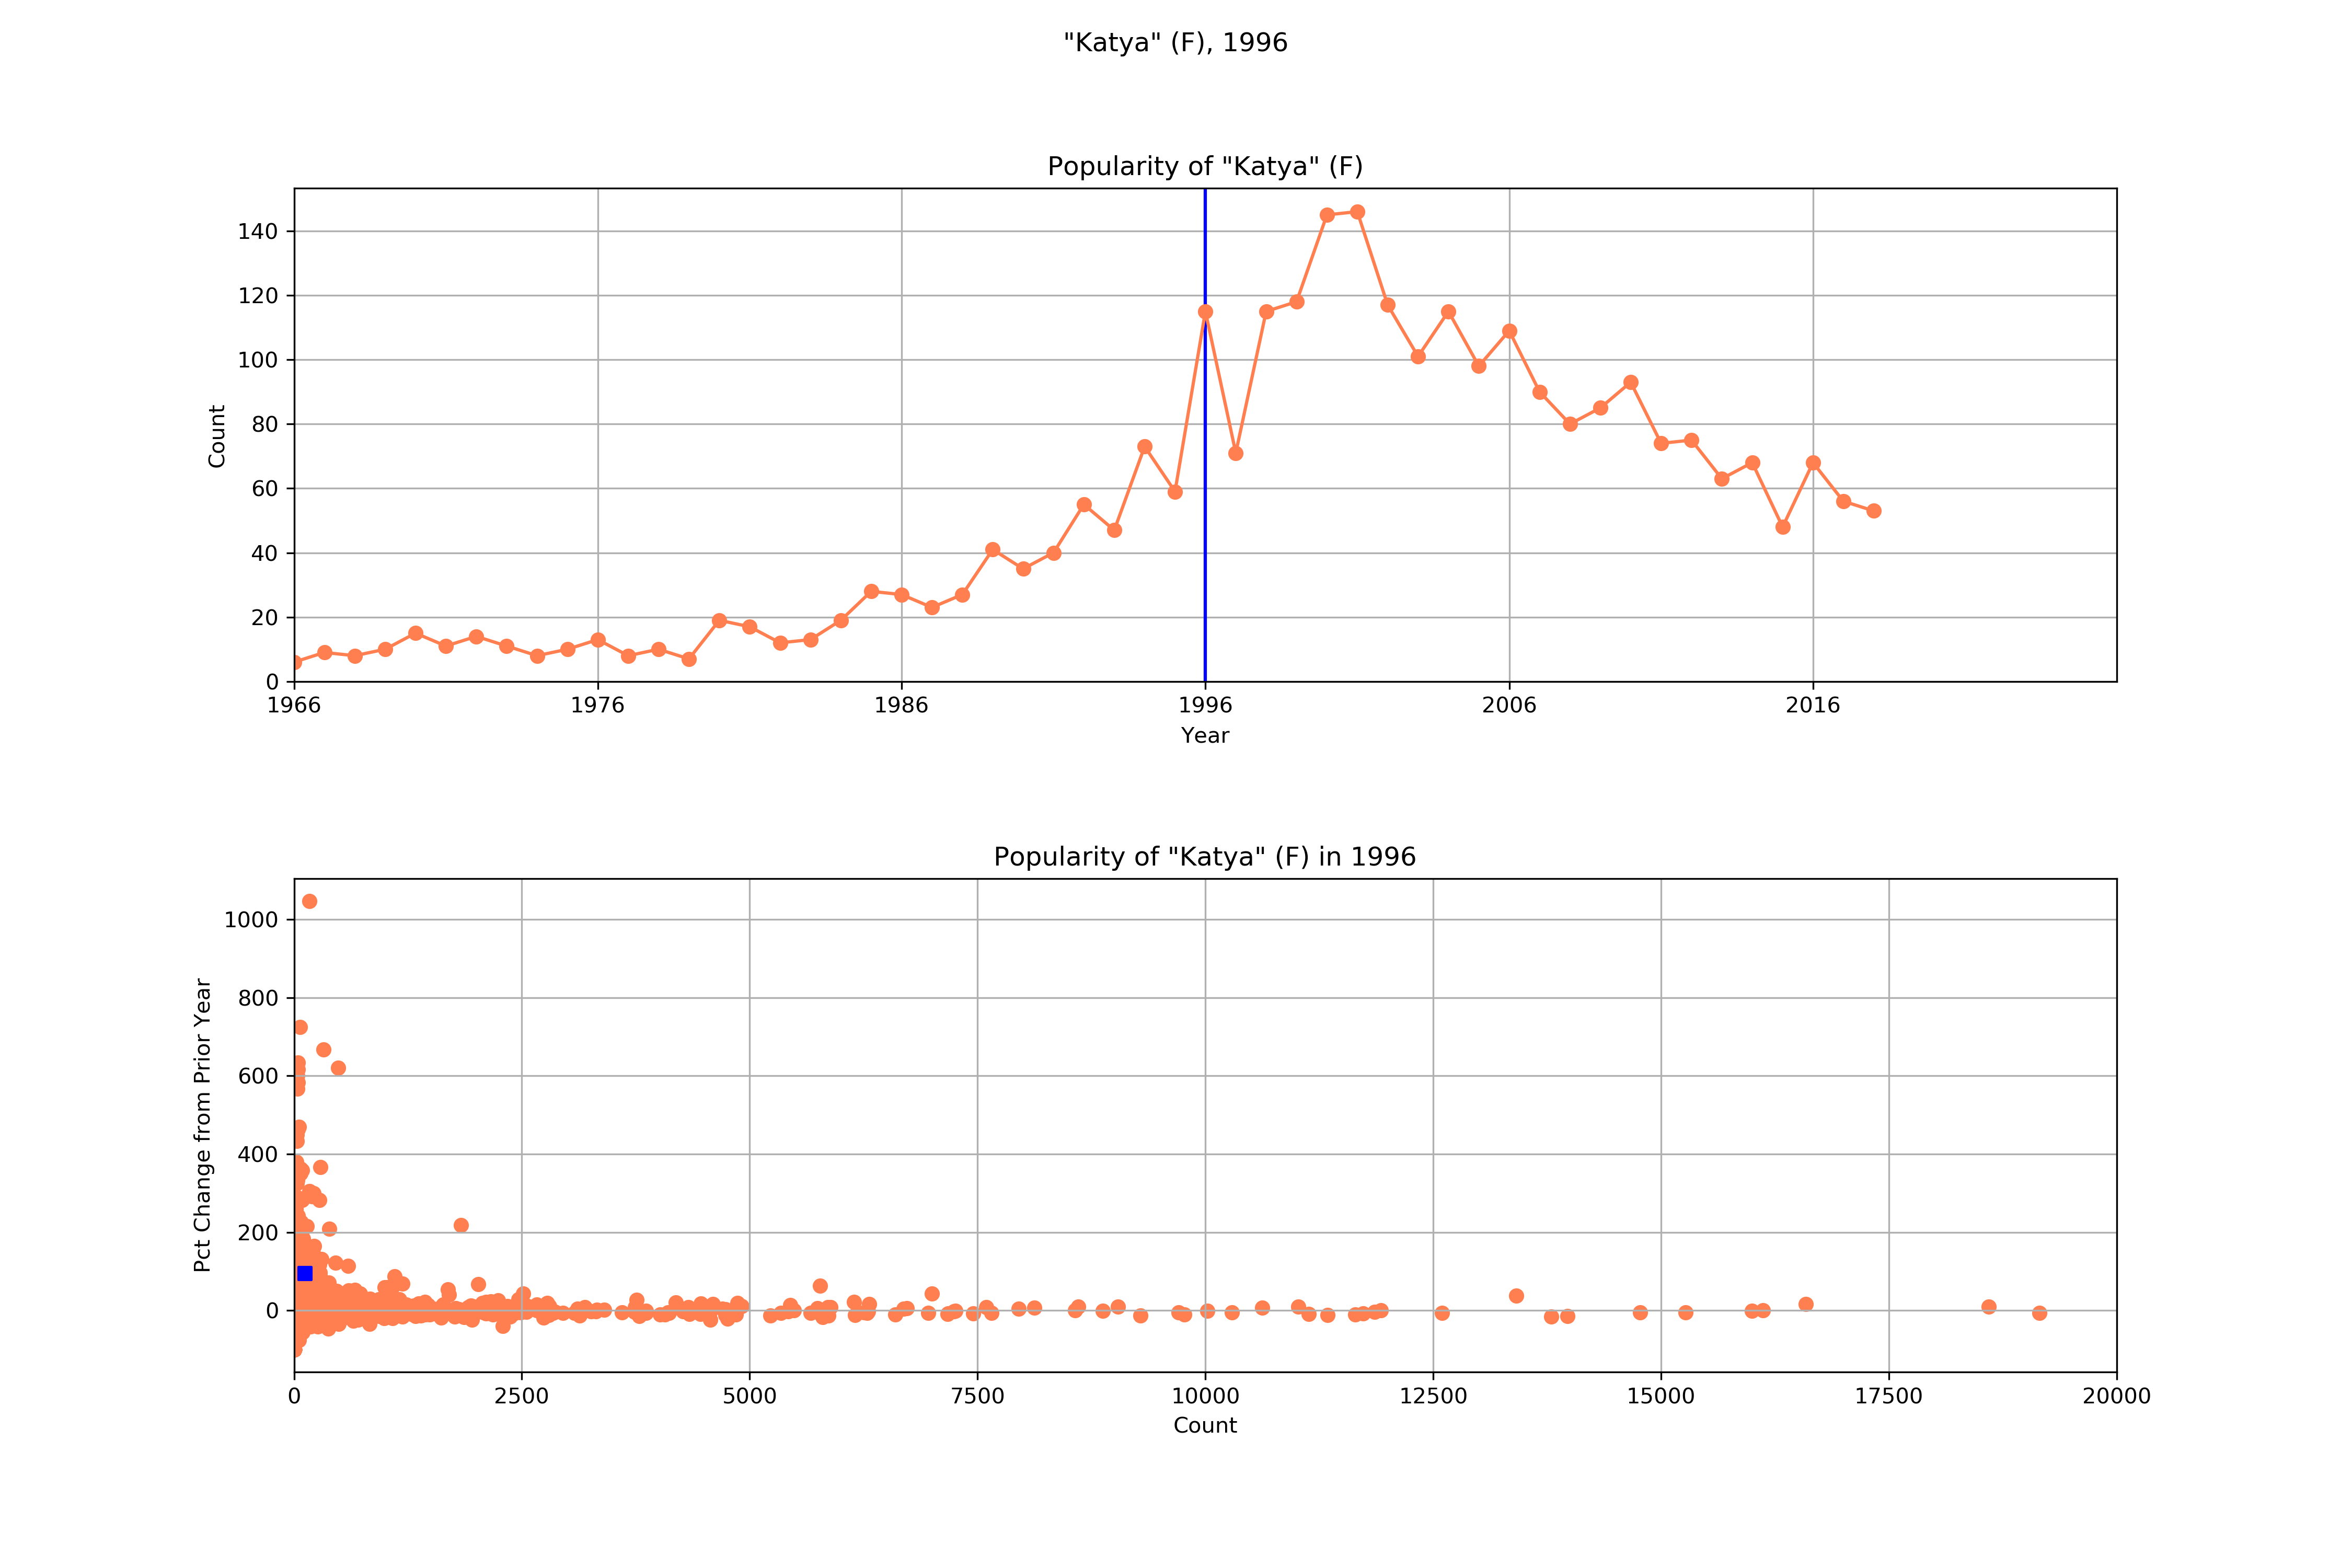 "Katya" (F), 1996
Popularity of "Katya" (F)
140
120
100
80
60
40
20
0
Count
1966 1976 1986 1996 2006 2016
Year
Popularity of "Katya" (F) in 1996
1000
800
600
400
200
0
Pct Change from Prior Year
0 2500 5000 7500 10000 12500 15000 17500 20000
Count